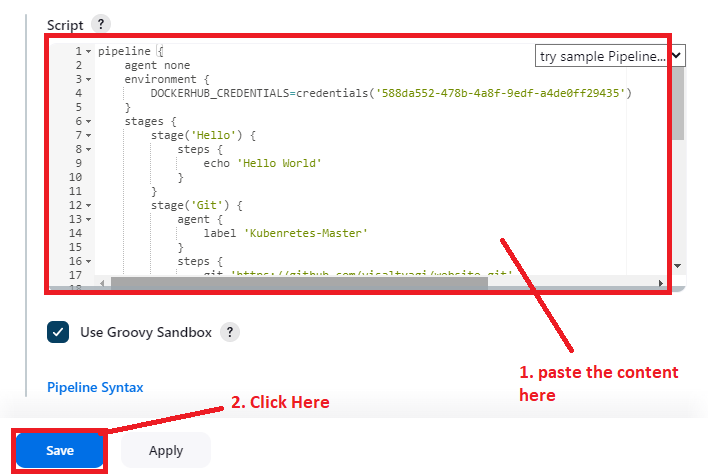 Script ?
try sample Pipeline...
1 pipeline {
2 agent none
3 environment {
4 DOCKERHUB_CREDENTIALS=credentials('588da552-478b-4a8f-9edf-a4de0ff29435')
5 }
6 stages {
7 stage('Hello') {
8 steps {
9 echo 'Hello World'
10 }
11 }
12 stage('Git') {
13 agent {
14 label 'Kubenretes-Master'
15 }
16 steps {
17 git 'https://github.com/visaltyagi/website.git'
18
Use Groovy Sandbox ?
1. paste the content
here
Pipeline Syntax
2. Click Here
Save Apply